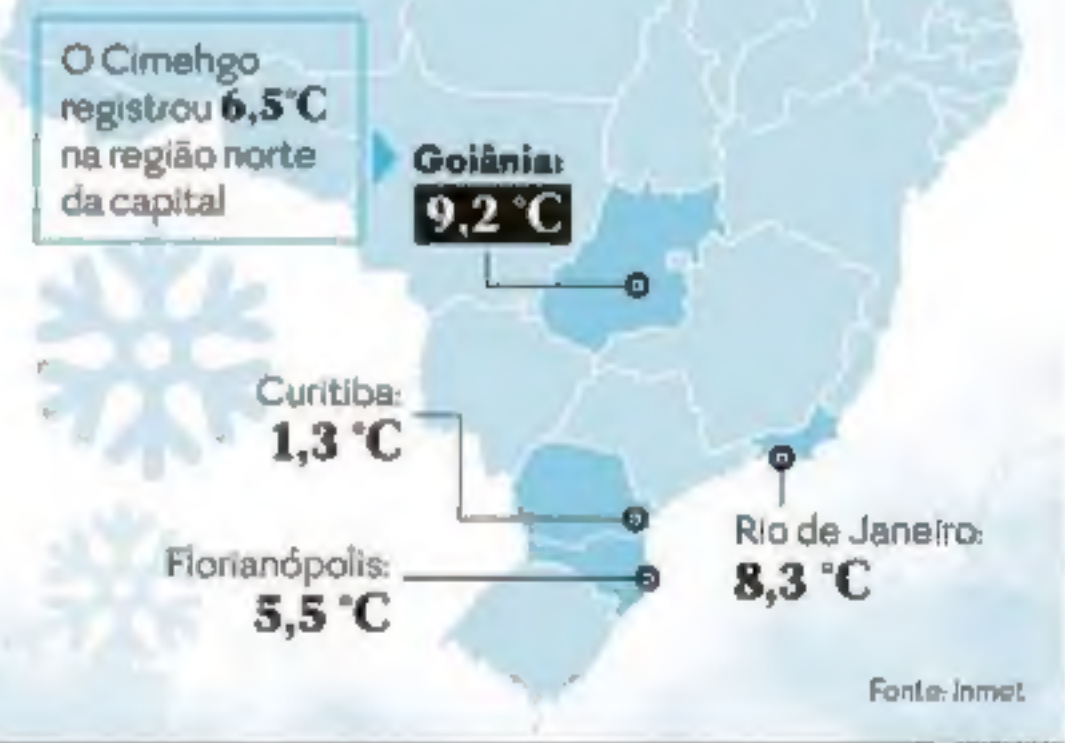 O Cimehgo
registrou 6,5°C
na região norte
da capital
Goiânia:
9,2 °C
Curitiba:
1,3 °C
Florianópolis:
5,5 °C
Rio de Janeiro:
8,3 °C
Fonte: Inmet